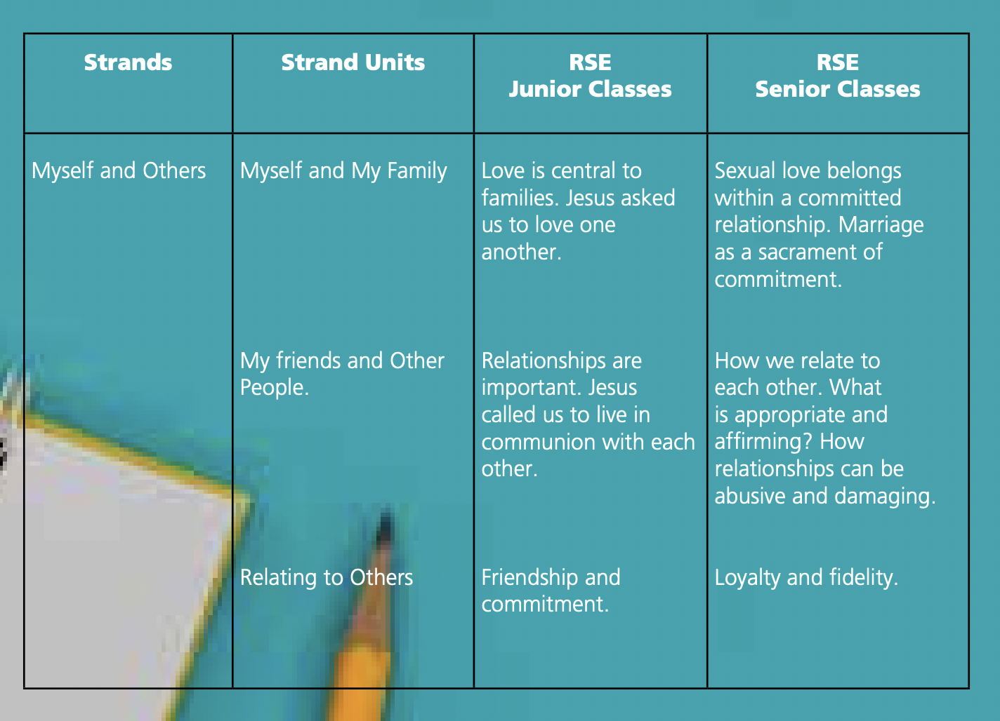 Strands
Strand Units
RSE
Junior Classes
RSE
Senior Classes
Myself and Others
Myself and My Family
Love is central to
families. Jesus asked
us to love one
another.
Sexual love belongs
within a committed
relationship. Marriage
as a sacrament of
commitment.
My friends and Other
People.
Relationships are
important. Jesus
called us to live in
communion with each
other.
How we relate to
each other. What
is appropriate and
affirming? How
relationships can be
abusive and damaging.
Relating to Others
Friendship and
commitment.
Loyalty and fidelity.